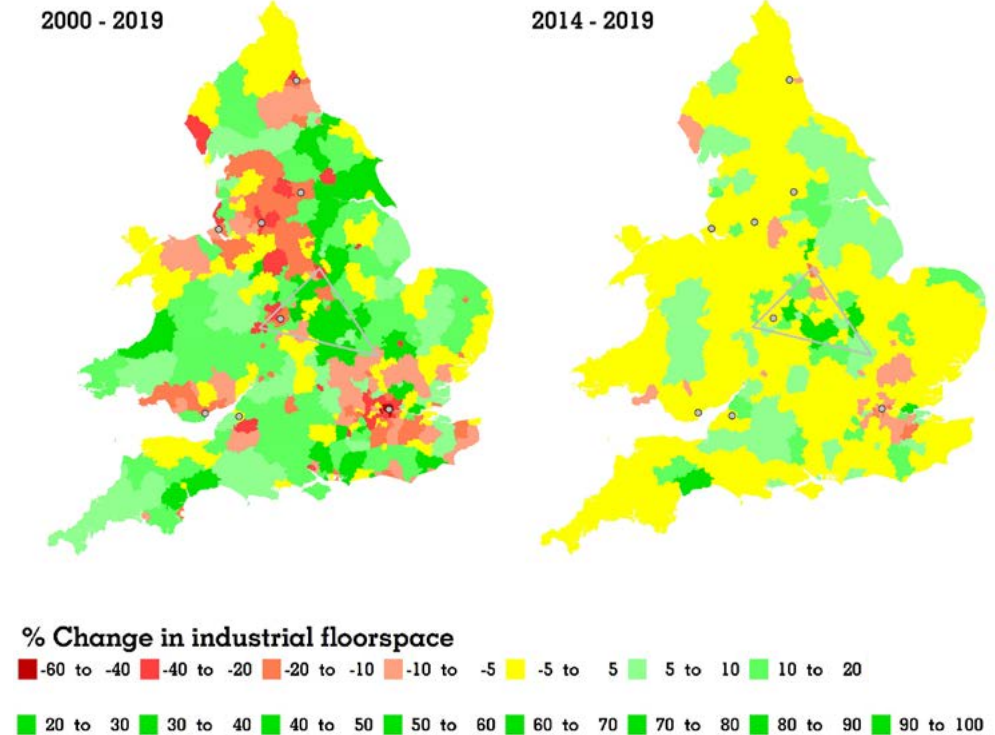 2000 - 2019
2014 - 2019
% Change in industrial floorspace
-60 to -40 -40 to -20 -20 to -10 -10 to -5 -5 to 5 5 to 10 10 to 20
20 to 30 30 to 40 40 to 50 50 to 60 60 to 70 70 to 80 80 to 90 90 to 100